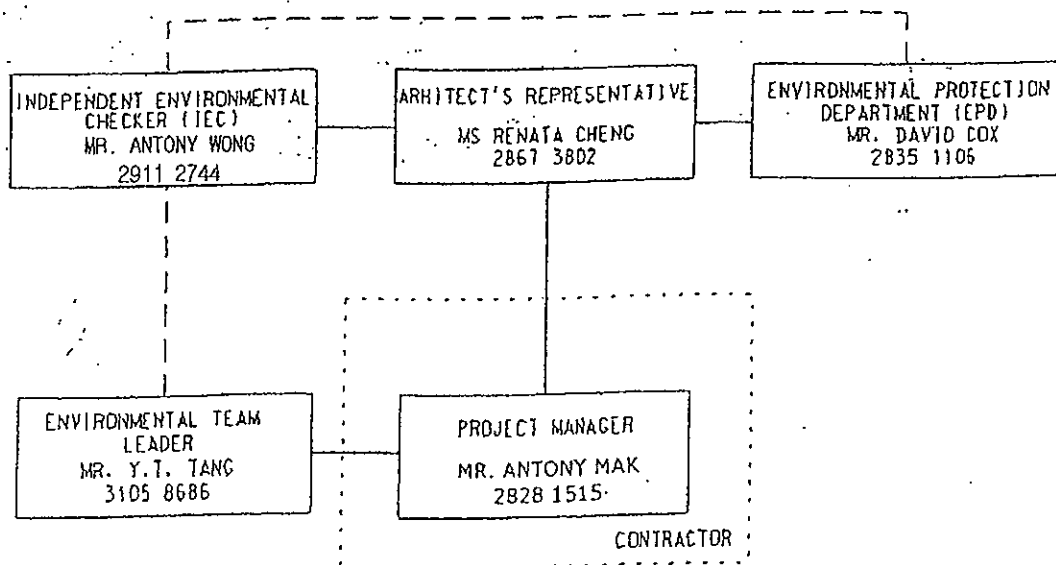 INDEPENDENT ENVIRONMENTAL
CHECKER (IEC)
MR. ANTONY WONG
2911 2744
ARHITECT'S REPRESENTATIVE
MS RENATA CHENG
2867 3802
ENVIRONMENTAL PROTECTION
DEPARTMENT (EPD)
MR. DAVID COX
2835 1106
ENVIRONMENTAL TEAM
LEADER
MR. Y.T. TANG
3105 8686
PROJECT MANAGER
MR. ANTONY MAK
2828 1515
CONTRACTOR